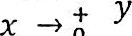 x → + 0 y